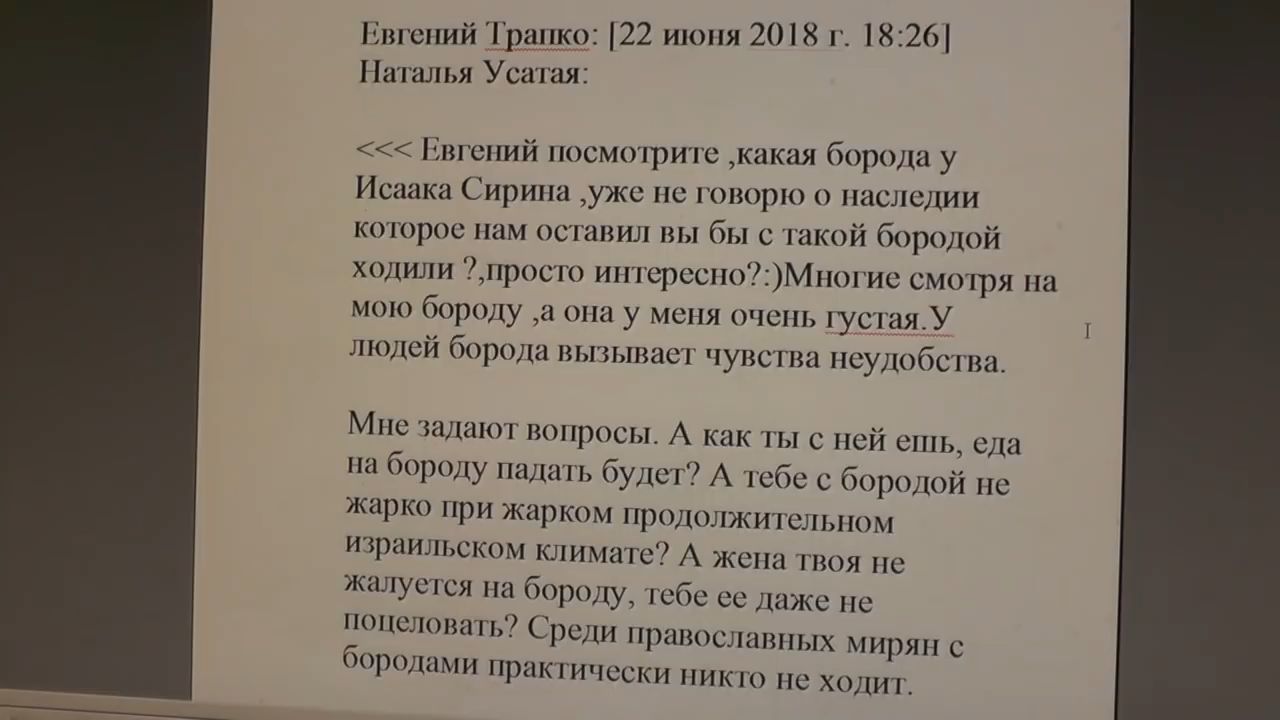 Евгений Трапко: [22 июня 2018 г. 18:26]
Наталья Усатая:
<<< Евгений посмотрите ,какая борода у
Исаака Сирина ,уже не говорю о наследии
которое нам оставил вы бы с такой бородой
ходили ?,просто интересно?:)Многие смотря на
мою бороду ,а она у меня очень густая.У
людей борода вызывает чувства неудобства.
Мне задают вопросы. А как ты с ней ешь, еда
на бороду падать будет? А тебе с бородой не
жарко при жарком продолжительном
израильском климате? А жена твоя не
жалуется на бороду, тебе ее даже не
поцеловать? Среди православных мирян с
бородами практически никто не ходит.